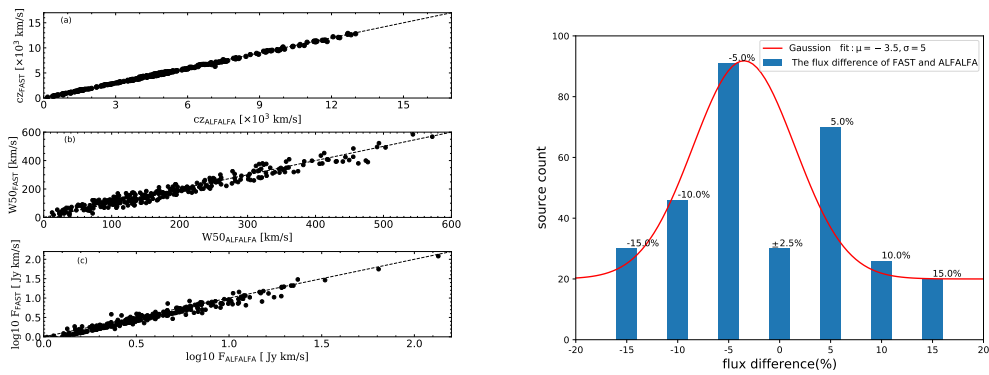 (a)
15
10
5
0
cz_FAST [×10³ km/s]
3 6 9 12 15
cz_ALFALFA [×10³ km/s]
(b)
600
400
200
0
W50_FAST [km/s]
0 100 200 300 400 500 600
W50_ALFALFA [km/s]
(c)
2.0
1.5
1.0
0.5
0.0
log10 F_FAST [ Jy km/s]
0.0 0.5 1.0 1.5 2.0
log10 F_ALFALFA [ Jy km/s]
Gaussion fit : μ = − 3.5, σ = 5
The flux difference of FAST and ALFALFA
100
80
60
40
20
0
source count
-15.0%
-10.0%
-5.0%
±2.5%
5.0%
10.0%
15.0%
-20 -15 -10 -5 0 5 10 15 20
flux difference(%)